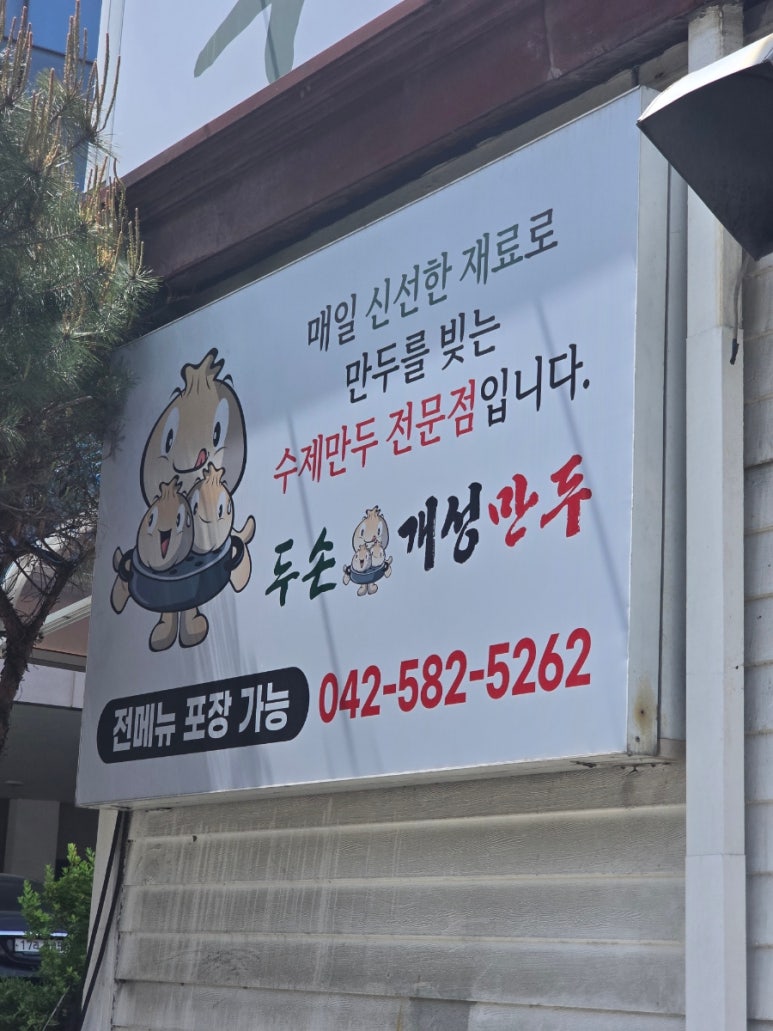 매일 신선한 재료로
만두를 빚는
수제만두 전문점입니다.
두손 개성만두
전메뉴 포장 가능 042-582-5262